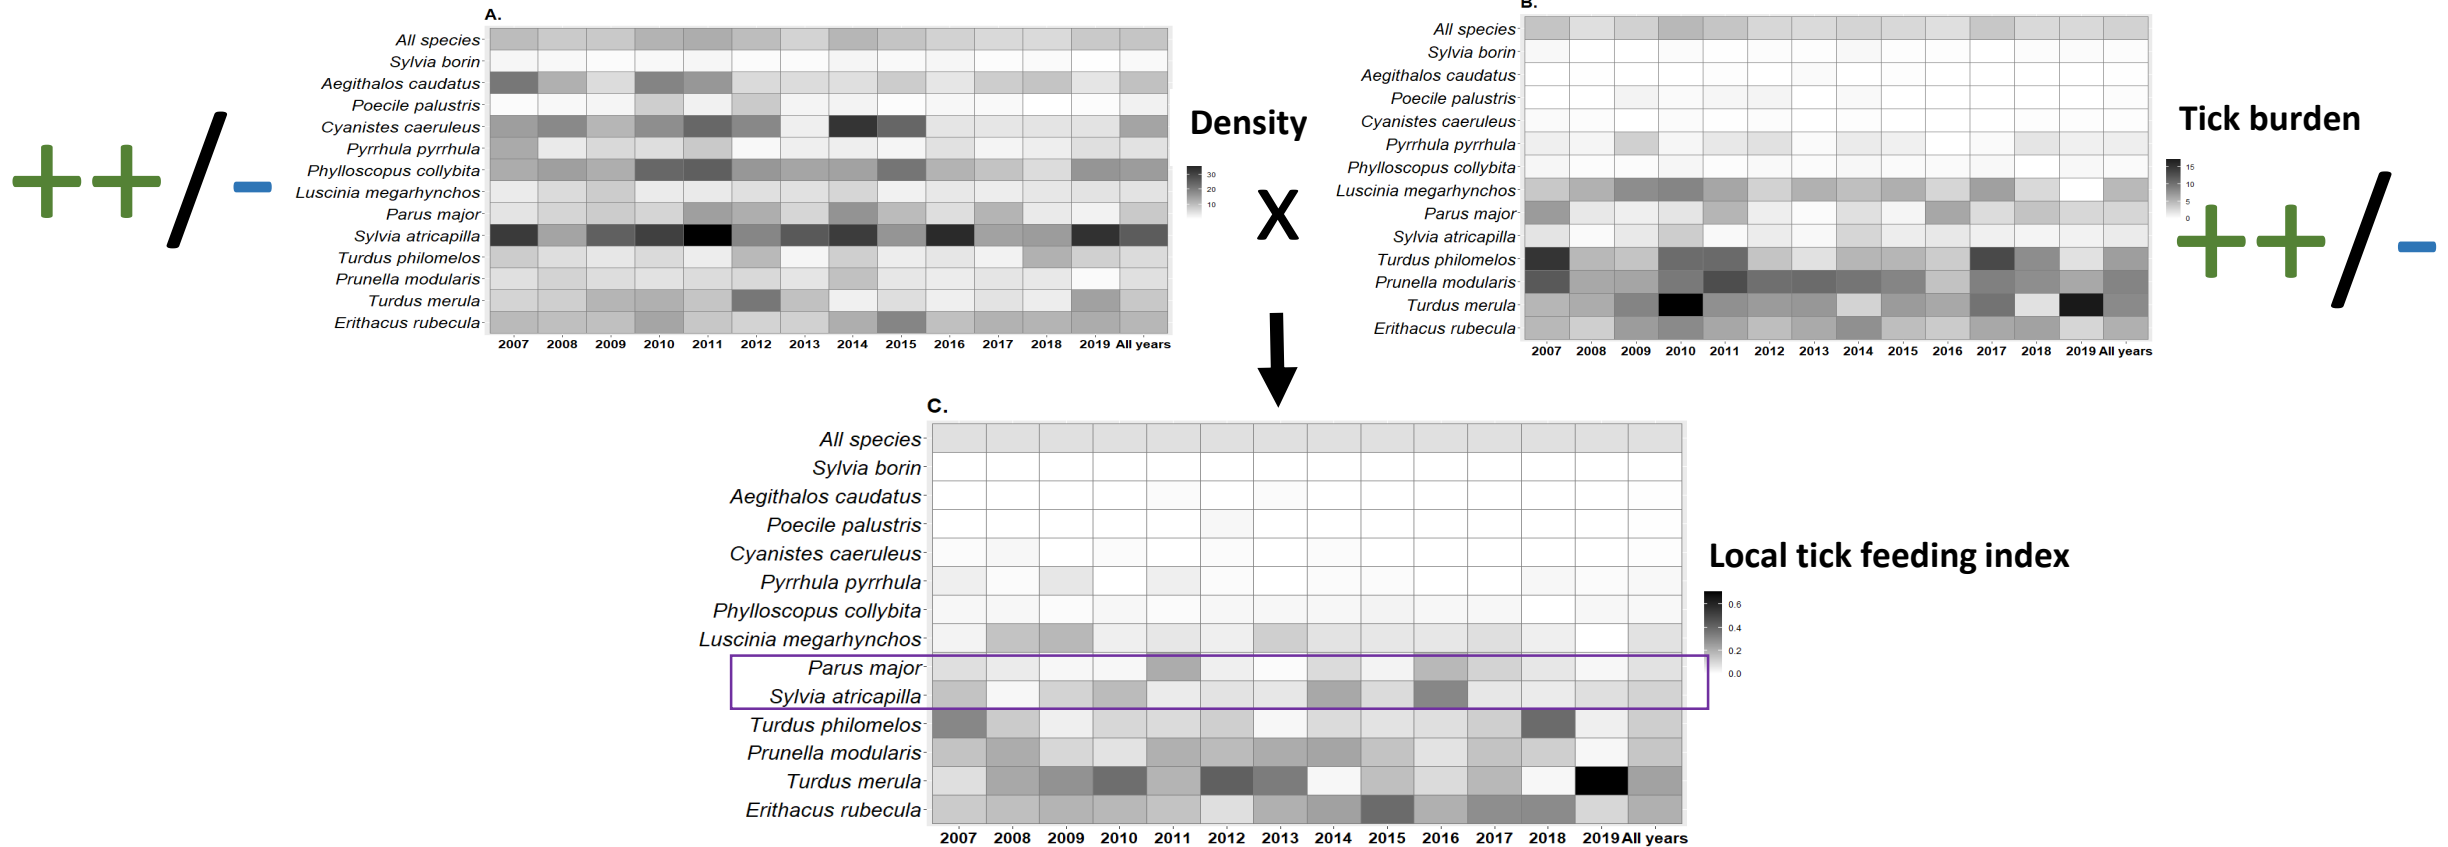 A.
All species
Sylvia borin
Aegithalos caudatus
Poecile palustris
Cyanistes caeruleus
Pyrrhula pyrrhula
Phylloscopus collybita
Luscinia megarhynchos
Parus major
Sylvia atricapilla
Turdus philomelos
Prunella modularis
Turdus merula
Erithacus rubecula
2007 2008 2009 2010 2011 2012 2013 2014 2015 2016 2017 2018 2019 All years
++/-
Density
30
20
10
X
B.
All species
Sylvia borin
Aegithalos caudatus
Poecile palustris
Cyanistes caeruleus
Pyrrhula pyrrhula
Phylloscopus collybita
Luscinia megarhynchos
Parus major
Sylvia atricapilla
Turdus philomelos
Prunella modularis
Turdus merula
Erithacus rubecula
2007 2008 2009 2010 2011 2012 2013 2014 2015 2016 2017 2018 2019 All years
Tick burden
15
10
5
0
++/-
C.
All species
Sylvia borin
Aegithalos caudatus
Poecile palustris
Cyanistes caeruleus
Pyrrhula pyrrhula
Phylloscopus collybita
Luscinia megarhynchos
Parus major
Sylvia atricapilla
Turdus philomelos
Prunella modularis
Turdus merula
Erithacus rubecula
2007 2008 2009 2010 2011 2012 2013 2014 2015 2016 2017 2018 2019 All years
Local tick feeding index
0.6
0.4
0.2
0.0